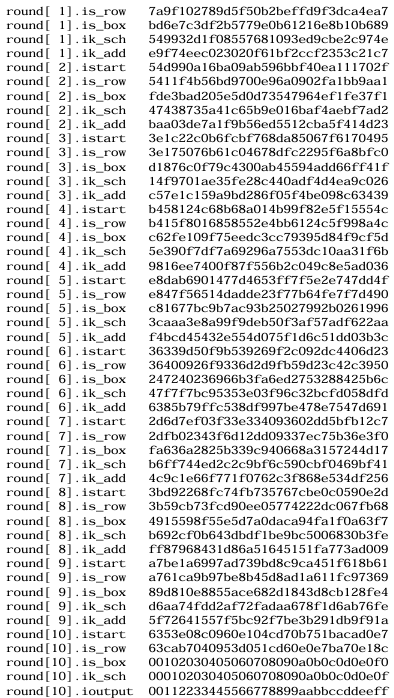 round[ 1].is_row 7a9f102789d5f50b2beffd9f3dca4ea7
round[ 1].is_box bd6e7c3df2b5779e0b61216e8b10b689
round[ 1].ik_sch 549932d1f08557681093ed9cbe2c974e
round[ 1].ik_add e9f74eec023020f61bf2ccf2353c21c7
round[ 2].istart 54d990a16ba09ab596bbf40ea111702f
round[ 2].is_row 5411f4b56bd9700e96a0902fa1bb9aa1
round[ 2].is_box fde3bad205e5d0d73547964ef1fe37f1
round[ 2].ik_sch 47438735a41c65b9e016baf4aebf7ad2
round[ 2].ik_add baa03de7a1f9b56ed5512cba5f414d23
round[ 3].istart 3e1c22c0b6fcbf768da85067f6170495
round[ 3].is_row 3e175076b61c04678dfc2295f6a8bfc0
round[ 3].is_box d1876c0f79c4300ab45594add66ff41f
round[ 3].ik_sch 14f9701ae35fe28c440adf4d4ea9c026
round[ 3].ik_add c57e1c159a9bd286f05f4be098c63439
round[ 4].istart b458124c68b68a014b99f82e5f15554c
round[ 4].is_row b415f8016858552e4bb6124c5f998a4c
round[ 4].is_box c62fe109f75eedc3cc79395d84f9cf5d
round[ 4].ik_sch 5e390f7df7a69296a7553dc10aa31f6b
round[ 4].ik_add 9816ee7400f87f556b2c049c8e5ad036
round[ 5].istart e8dab6901477d4653ff7f5e2e747dd4f
round[ 5].is_row e847f56514dadde23f77b64fe7f7d490
round[ 5].is_box c81677bc9b7ac93b25027992b0261996
round[ 5].ik_sch 3caaa3e8a99f9deb50f3af57adf622aa
round[ 5].ik_add f4bcd45432e554d075f1d6c51dd03b3c
round[ 6].istart 36339d50f9b539269f2c092dc4406d23
round[ 6].is_row 36400926f9336d2d9fb59d23c42c3950
round[ 6].is_box 247240236966b3fa6ed2753288425b6c
round[ 6].ik_sch 47f7f7bc95353e03f96c32bcfd058dfd
round[ 6].ik_add 6385b79ffc538df997be478e7547d691
round[ 7].istart 2d6d7ef03f33e334093602dd5bfb12c7
round[ 7].is_row 2dfb02343f6d12dd09337ec75b36e3f0
round[ 7].is_box fa636a2825b339c940668a3157244d17
round[ 7].ik_sch b6ff744ed2c2c9bf6c590cbf0469bf41
round[ 7].ik_add 4c9c1e66f771f0762c3f868e534df256
round[ 8].istart 3bd92268fc74fb735767cbe0c0590e2d
round[ 8].is_row 3b59cb73fcd90ee05774222dc067fb68
round[ 8].is_box 4915598f55e5d7a0daca94fa1f0a63f7
round[ 8].ik_sch b692cf0b643dbdf1be9bc5006830b3fe
round[ 8].ik_add ff87968431d86a51645151fa773ad009
round[ 9].istart a7be1a6997ad739bd8c9ca451f618b61
round[ 9].is_row a761ca9b97be8b45d8ad1a611fc97369
round[ 9].is_box 89d810e8855ace682d1843d8cb128fe4
round[ 9].ik_sch d6aa74fdd2af72fadaa678f1d6ab76fe
round[ 9].ik_add 5f72641557f5bc92f7be3b291db9f91a
round[10].istart 6353e08c0960e104cd70b751bacad0e7
round[10].is_row 63cab7040953d051cd60e0e7ba70e18c
round[10].is_box 00102030405060708090a0b0c0d0e0f0
round[10].ik_sch 000102030405060708090a0b0c0d0e0f
round[10].ioutput 00112233445566778899aabbccddeeff